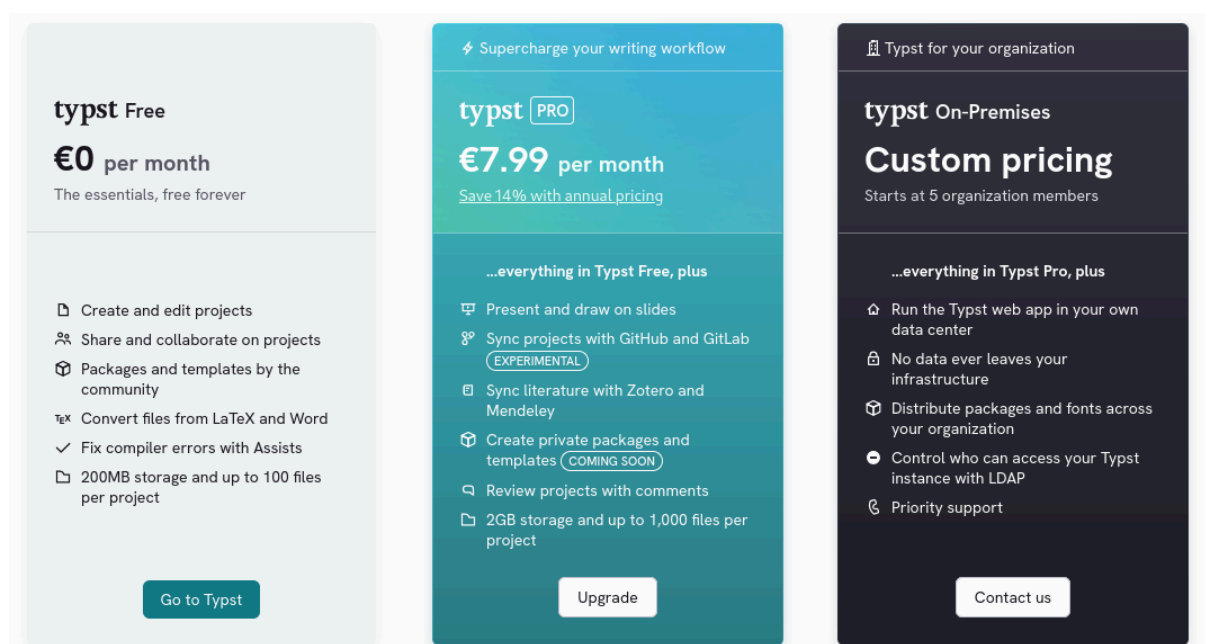 typst Free
€0 per month
The essentials, free forever
Create and edit projects
Share and collaborate on projects
Packages and templates by the
community
TEX Convert files from LaTeX and Word
Fix compiler errors with Assists
200MB storage and up to 100 files
per project
Go to Typst
Supercharge your writing workflow
typst PRO
€7.99 per month
Save 14% with annual pricing
...everything in Typst Free, plus
Present and draw on slides
Sync projects with GitHub and GitLab
EXPERIMENTAL
Sync literature with Zotero and
Mendeley
Create private packages and
templates COMING SOON
Review projects with comments
2GB storage and up to 1,000 files per
project
Upgrade
Typst for your organization
typst On-Premises
Custom pricing
Starts at 5 organization members
...everything in Typst Pro, plus
Run the Typst web app in your own
data center
No data ever leaves your
infrastructure
Distribute packages and fonts across
your organization
Control who can access your Typst
instance with LDAP
Priority support
Contact us